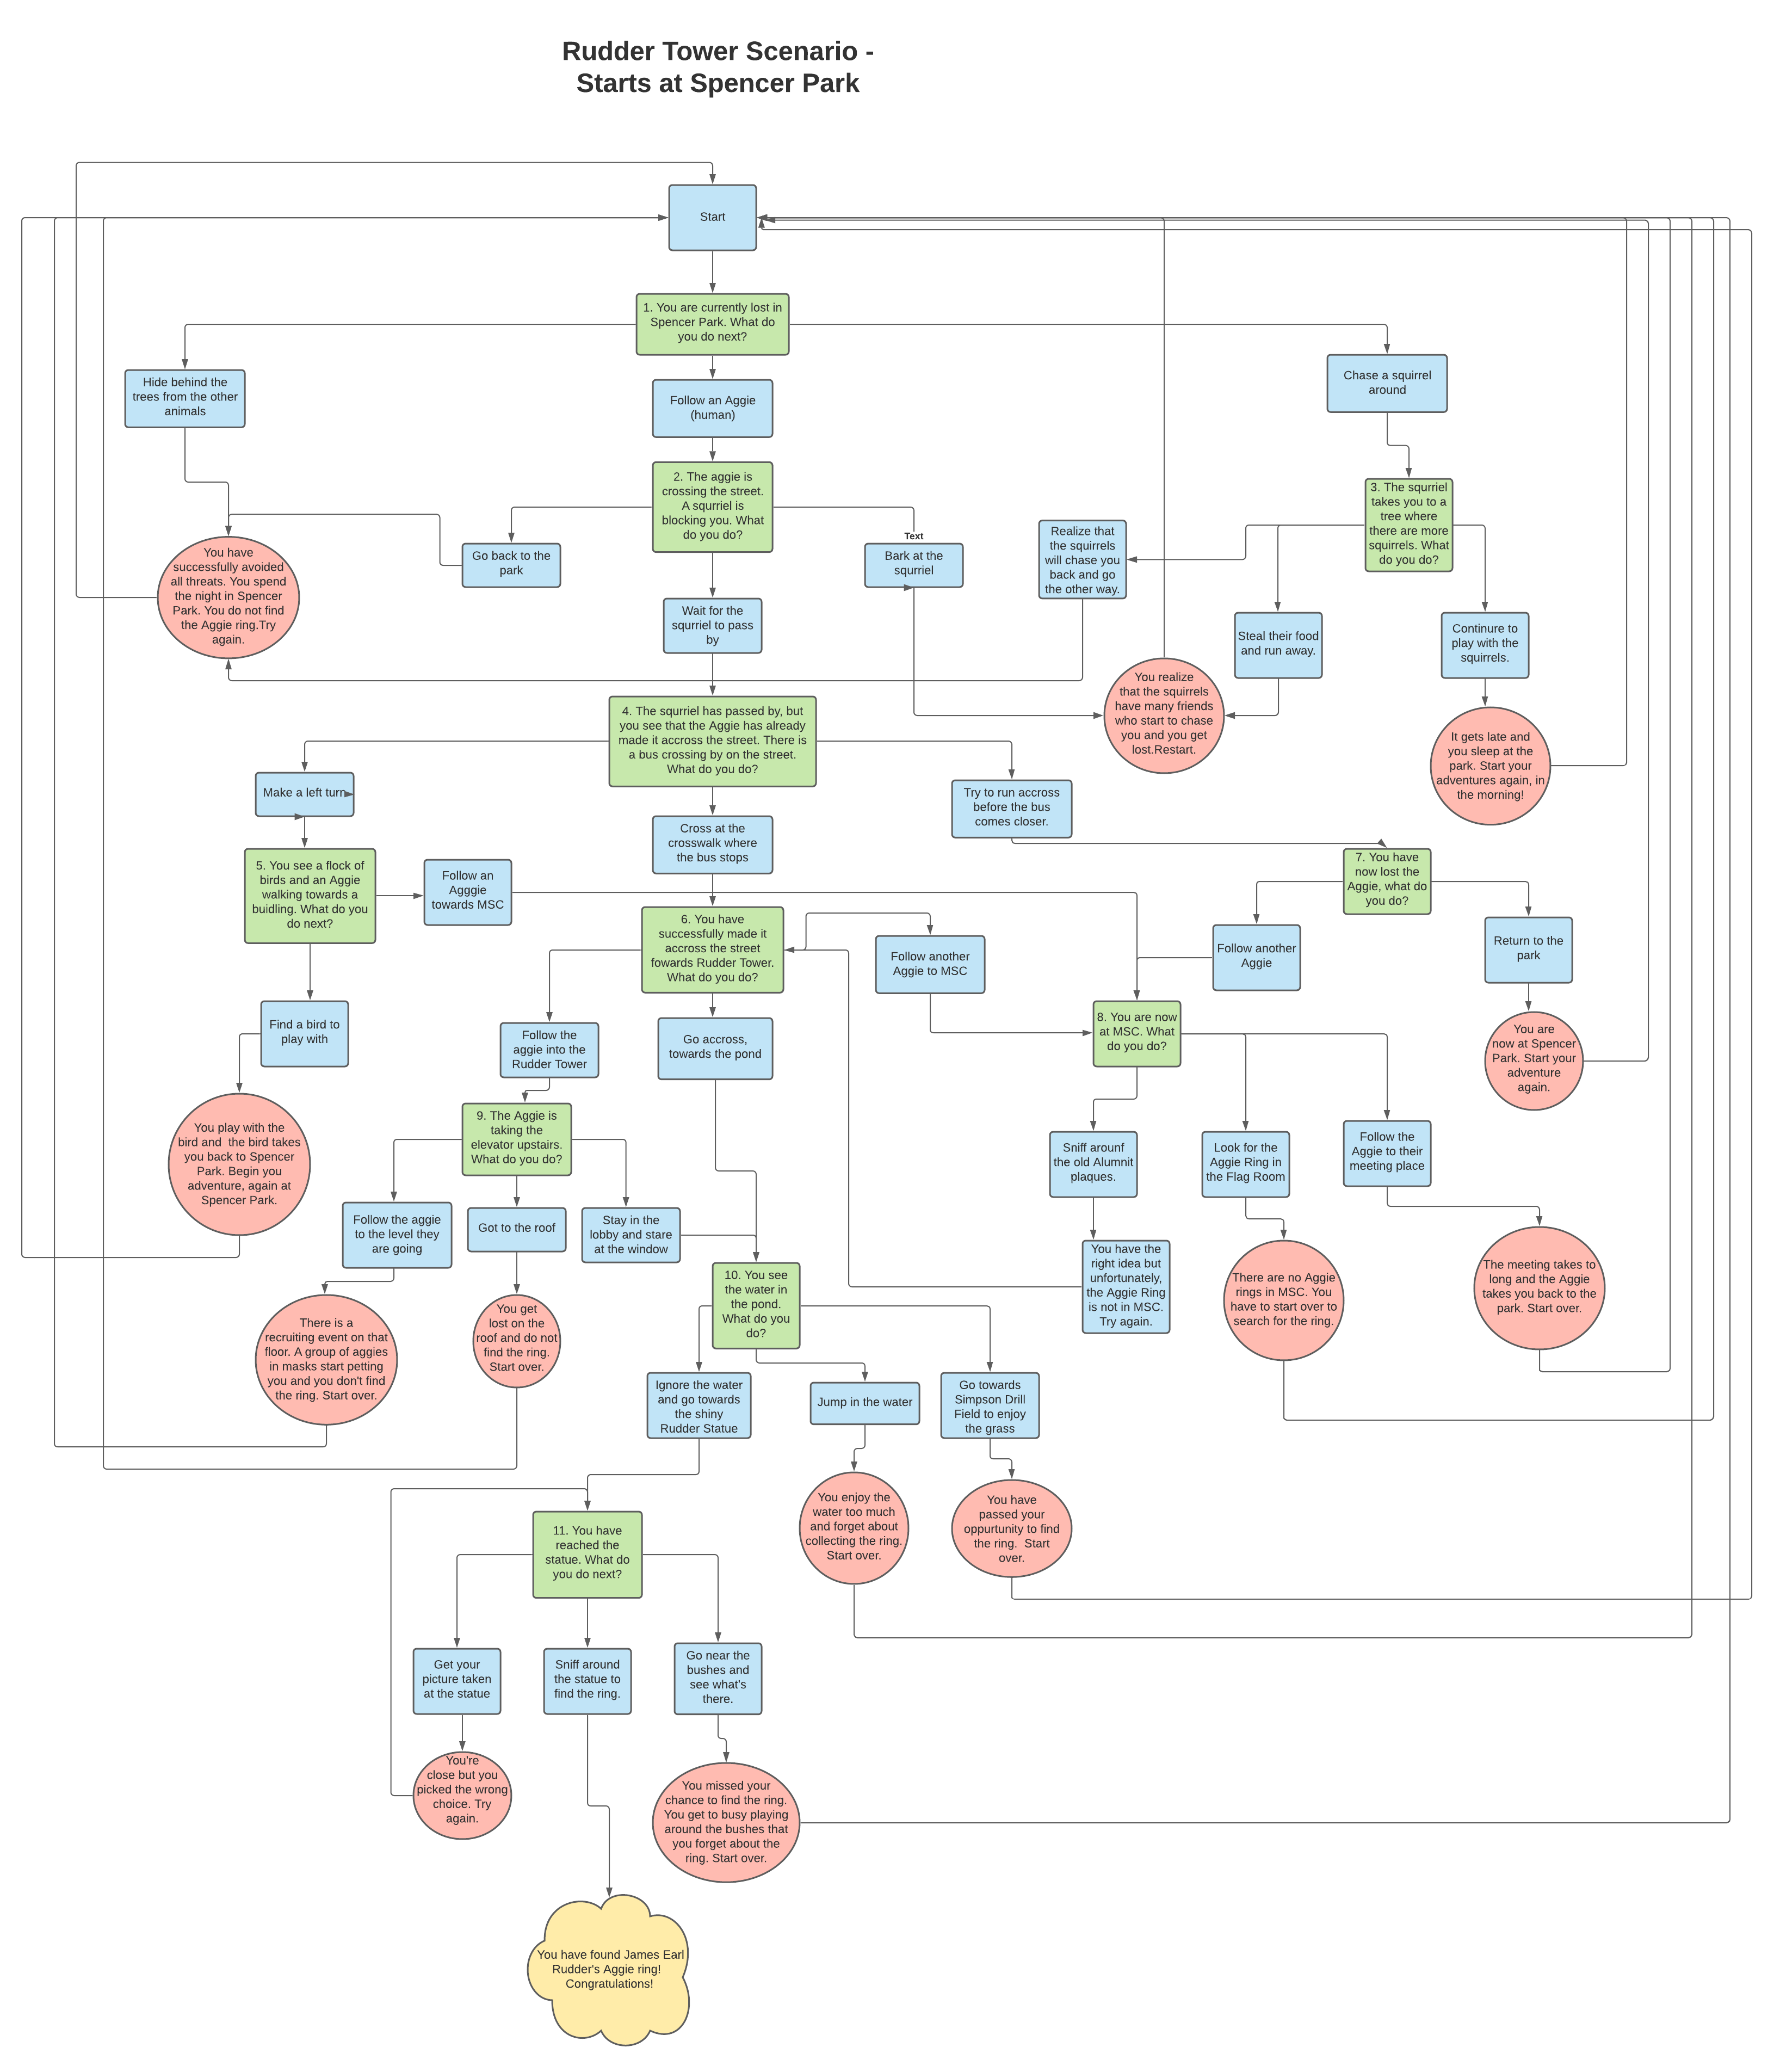 Rudder Tower Scenario -
Starts at Spencer Park
Start
1. You are currently lost in
Spencer Park. What do
you do next?
Hide behind the
trees from the other
animals
Follow an Aggie
(human)
Chase a squirrel
around
2. The aggie is
crossing the street.
A squrriel is
blocking you. What
do you do?
3. The squrriel
takes you to a
tree where
there are more
squirrels. What
do you do?
Text
Go back to the
park
Bark at the
squrriel
Realize that
the squirrels
will chase you
back and go
the other way.
You have
successfully avoided
all threats. You spend
the night in Spencer
Park. You do not find
the Aggie ring.Try
again.
Wait for the
squrriel to pass
by
Steal their food
and run away.
Continure to
play with the
squirrels.
You realize
that the squirrels
have many friends
who start to chase
you and you get
lost.Restart.
4. The squrriel has passed by, but
you see that the Aggie has already
made it accross the street. There is
a bus crossing by on the street.
What do you do?
It gets late and
you sleep at the
park. Start your
adventures again, in
the morning!
Make a left turn
Try to run accross
before the bus
comes closer.
Cross at the
crosswalk where
the bus stops
5. You see a flock of
birds and an Aggie
walking towards a
buidling. What do you
do next?
Follow an
Agggie
towards MSC
7. You have
now lost the
Aggie, what do
you do?
6. You have
successfully made it
accross the street
fowards Rudder Tower.
What do you do?
Follow another
Aggie to MSC
Follow another
Aggie
Return to the
park
Find a bird to
play with
Follow the
aggie into the
Rudder Tower
Go accross,
towards the pond
8. You are now
at MSC. What
do you do?
You are
now at Spencer
Park. Start your
adventure
again.
You play with the
bird and  the bird takes
you back to Spencer
Park. Begin you
adventure, again at
Spencer Park.
9. The Aggie is
taking the
elevator upstairs.
What do you do?
Sniff arounf
the old Alumnit
plaques.
Look for the
Aggie Ring in
the Flag Room
Follow the
Aggie to their
meeting place
Follow the aggie
to the level they
are going
Got to the roof
Stay in the
lobby and stare
at the window
You have the
right idea but
unfortunately,
the Aggie Ring
is not in MSC.
Try again.
There are no Aggie
rings in MSC. You
have to start over to
search for the ring.
The meeting takes to
long and the Aggie
takes you back to the
park. Start over.
10. You see
the water in
the pond.
What do you
do?
There is a
recruiting event on that
floor. A group of aggies
in masks start petting
you and you don't find
the ring. Start over.
You get
lost on the
roof and do not
find the ring.
Start over.
Ignore the water
and go towards
the shiny
Rudder Statue
Jump in the water
Go towards
Simpson Drill
Field to enjoy
the grass
You enjoy the
water too much
and forget about
collecting the ring.
Start over.
You have
passed your
oppurtunity to find
the ring.  Start
over.
11. You have
reached the
statue. What do
you do next?
Get your
picture taken
at the statue
Sniff around
the statue to
find the ring.
Go near the
bushes and
see what's
there.
You're
close but you
picked the wrong
choice. Try
again.
You missed your
chance to find the ring.
You get to busy playing
around the bushes that
you forget about the
ring. Start over.
You have found James Earl
Rudder's Aggie ring!
Congratulations!